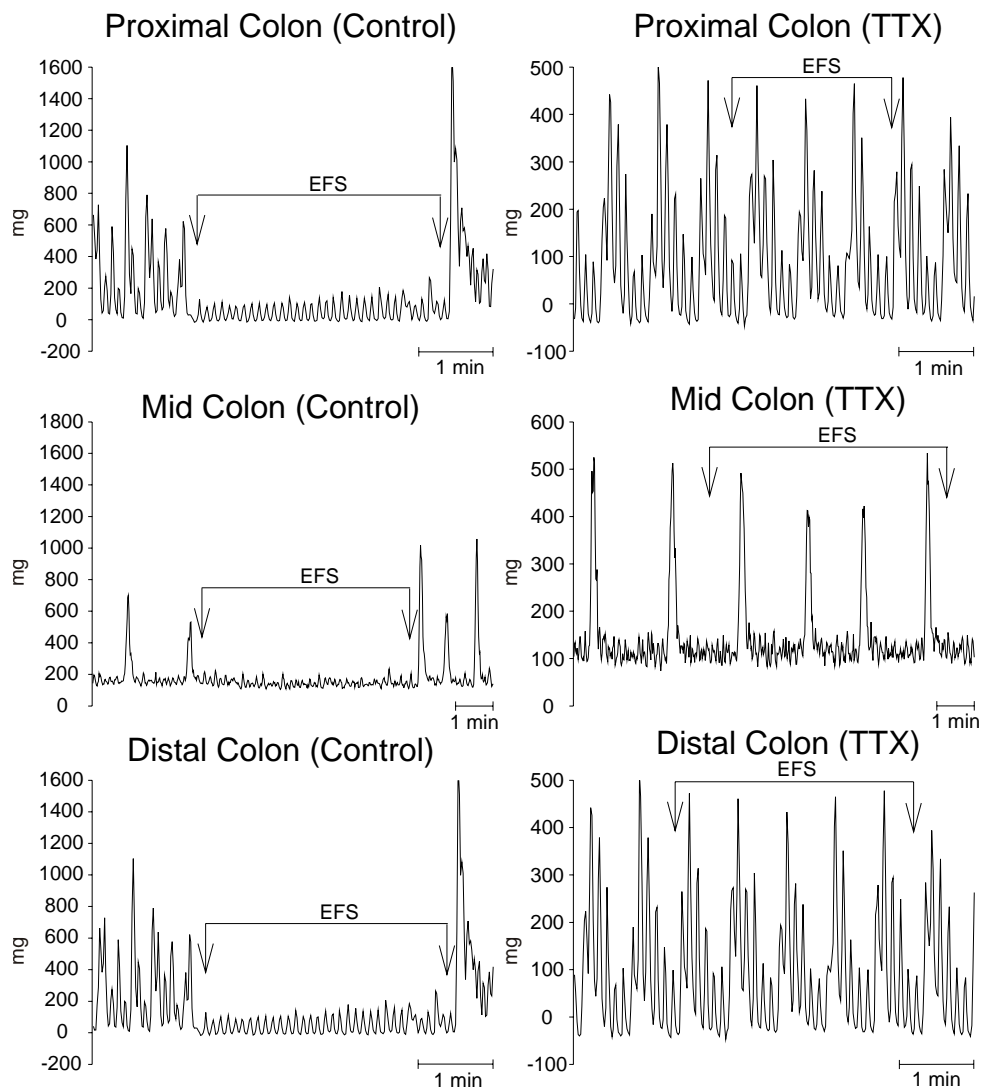 Proximal Colon (Control)
1600
1400
1200
1000
800
600
400
200
0
-200
mg
EFS
1 min
Proximal Colon (TTX)
500
400
300
200
100
0
-100
mg
EFS
1 min
Mid Colon (Control)
1800
1600
1400
1200
1000
800
600
400
200
0
mg
EFS
1 min
Mid Colon (TTX)
600
500
400
300
200
100
0
mg
EFS
1 min
Distal Colon (Control)
1600
1400
1200
1000
800
600
400
200
0
-200
mg
EFS
1 min
Distal Colon (TTX)
500
400
300
200
100
0
-100
mg
EFS
1 min